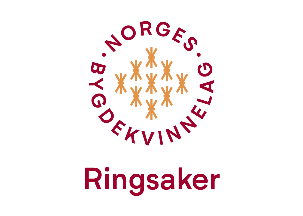 NORGES · BYGDEKVINNELAG ·
Ringsaker